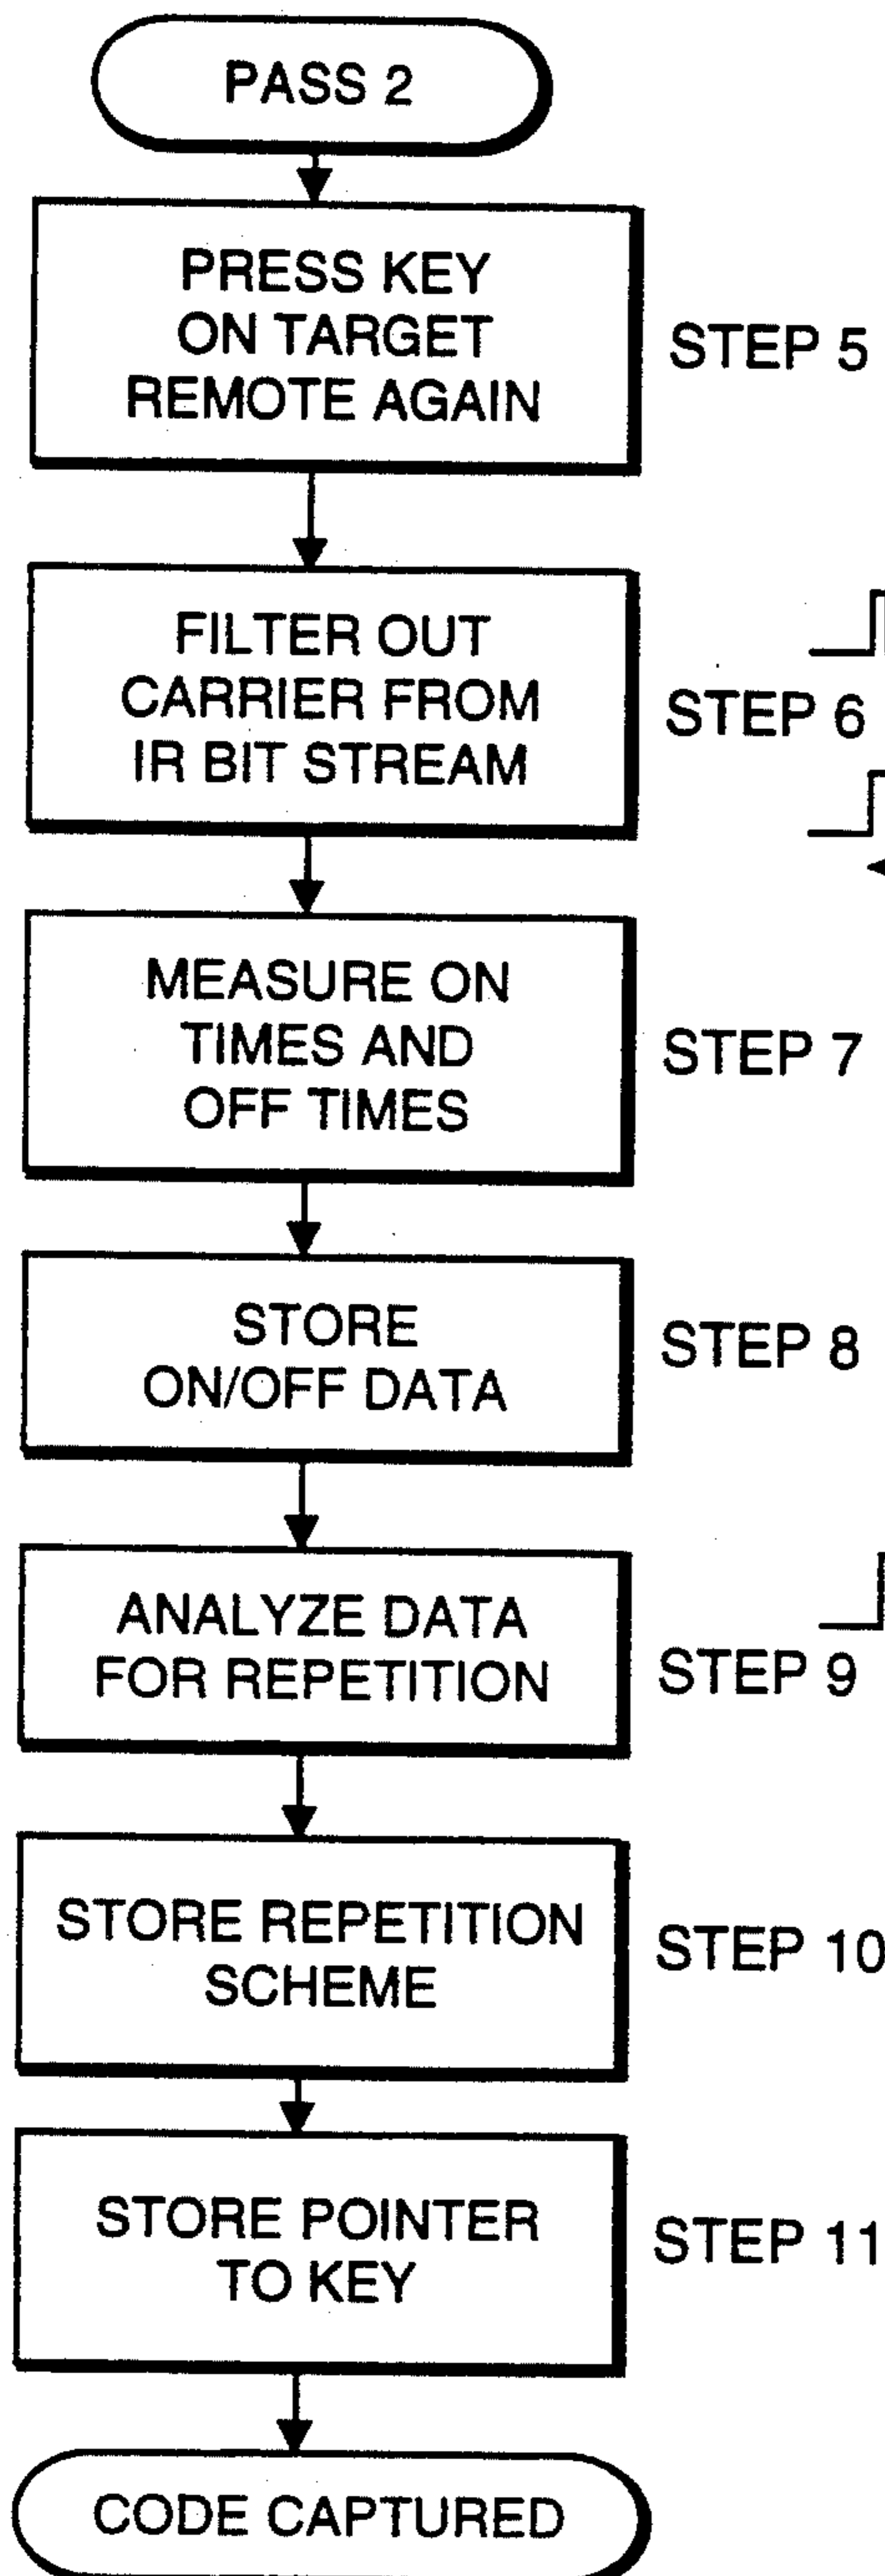 PASS 2
PRESS KEY
ON TARGET
REMOTE AGAIN
STEP 5
FILTER OUT
CARRIER FROM
IR BIT STREAM
STEP 6
MEASURE ON
TIMES AND
OFF TIMES
STEP 7
STORE
ON/OFF DATA
STEP 8
ANALYZE DATA
FOR REPETITION
STEP 9
STORE REPETITION
SCHEME
STEP 10
STORE POINTER
TO KEY
STEP 11
CODE CAPTURED